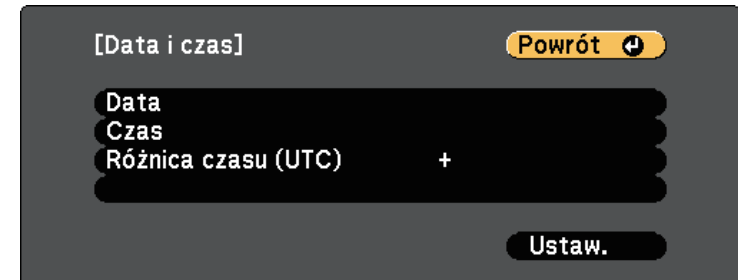 [Data i czas] Powrót
Data
Czas
Różnica czasu (UTC) +
Ustaw.